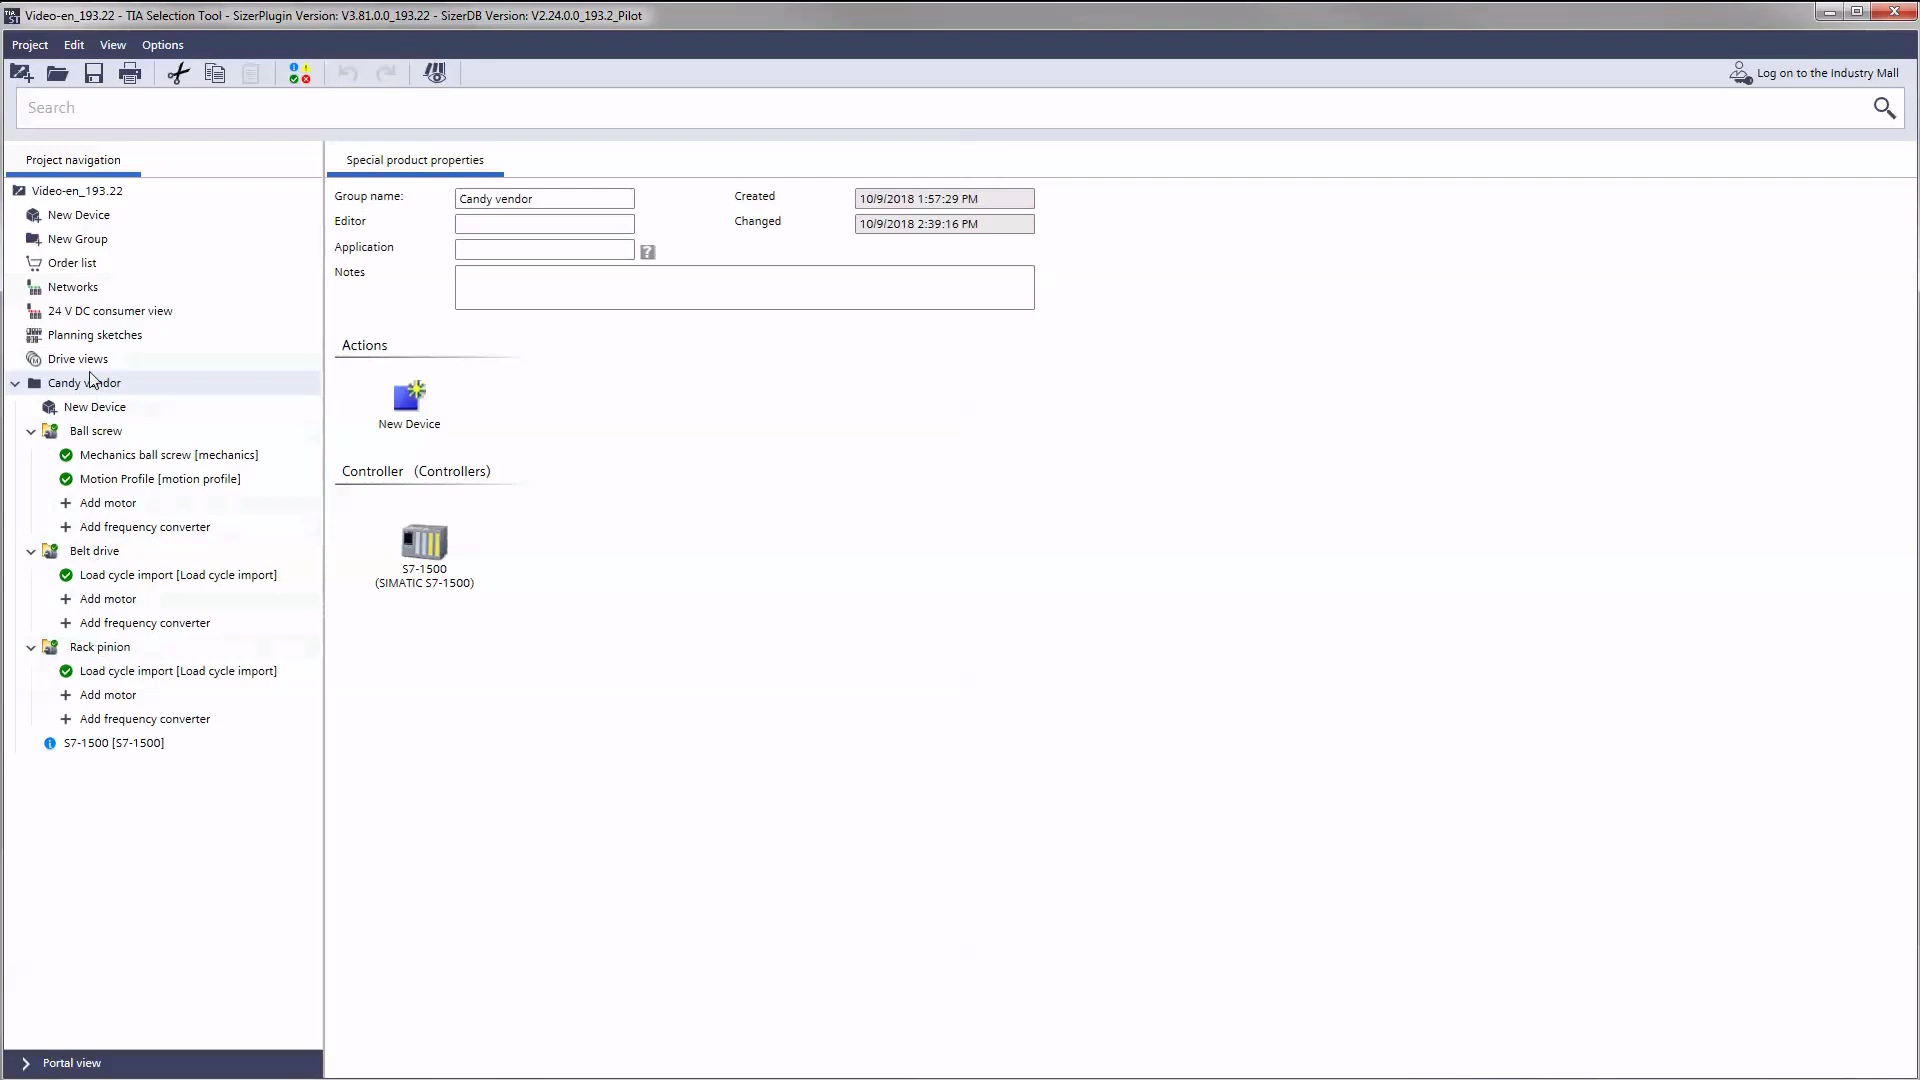 Video-en_193.22 - TIA Selection Tool - SizerPlugin Version: V3.81.0.0_193.22 - SizerDB Version: V2.24.0.0_193.2_Pilot
Project Edit View Options
Log on to the Industry Mall
Search
Project navigation
Video-en_193.22
New Device
New Group
Order list
Networks
24 V DC consumer view
Planning sketches
Drive views
Candy vendor
New Device
Ball screw
Mechanics ball screw [mechanics]
Motion Profile [motion profile]
Add motor
Add frequency converter
Belt drive
Load cycle import [Load cycle import]
Add motor
Add frequency converter
Rack pinion
Load cycle import [Load cycle import]
Add motor
Add frequency converter
S7-1500 [S7-1500]
Portal view
Special product properties
Group name: Candy vendor Created 10/9/2018 1:57:29 PM
Editor Changed 10/9/2018 2:39:16 PM
Application ?
Notes
Actions
New Device
Controller (Controllers)
S7-1500
(SIMATIC S7-1500)